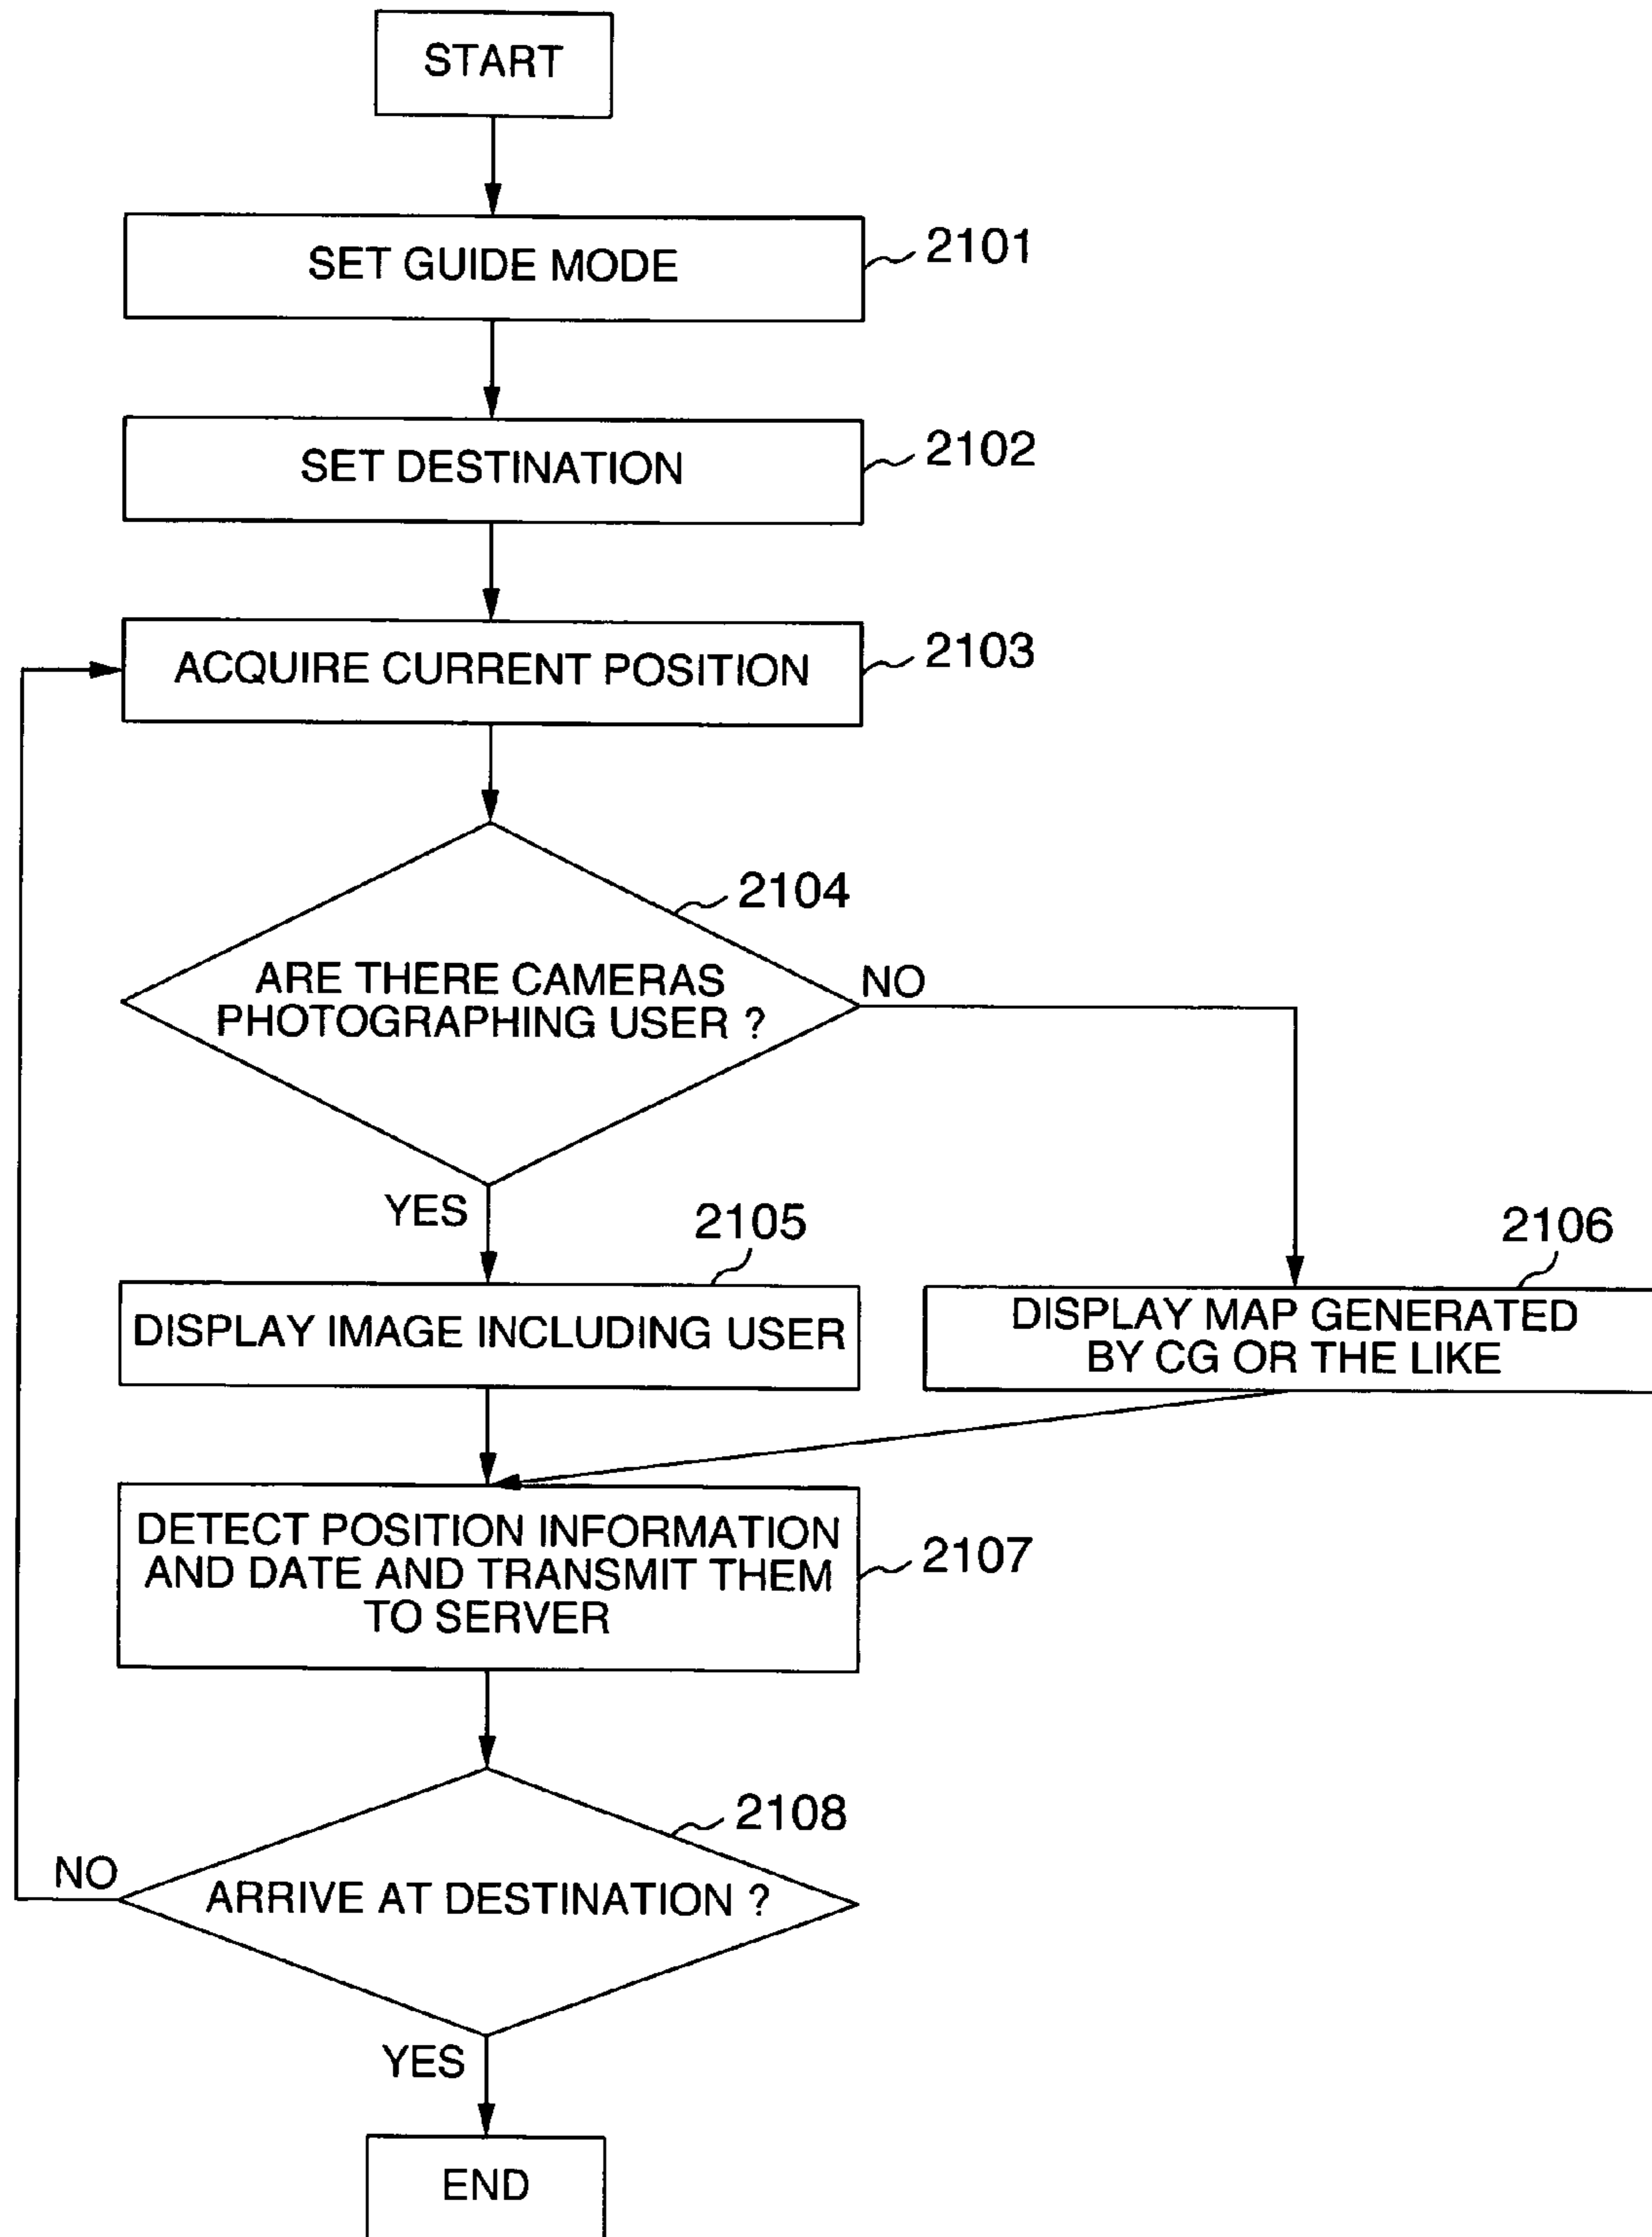 START
SET GUIDE MODE
2101
SET DESTINATION
2102
ACQUIRE CURRENT POSITION
2103
2104
ARE THERE CAMERAS
PHOTOGRAPHING USER ?
NO
YES
2105
2106
DISPLAY IMAGE INCLUDING USER
DISPLAY MAP GENERATED
BY CG OR THE LIKE
DETECT POSITION INFORMATION
AND DATE AND TRANSMIT THEM
TO SERVER
2107
2108
NO
ARRIVE AT DESTINATION ?
YES
END